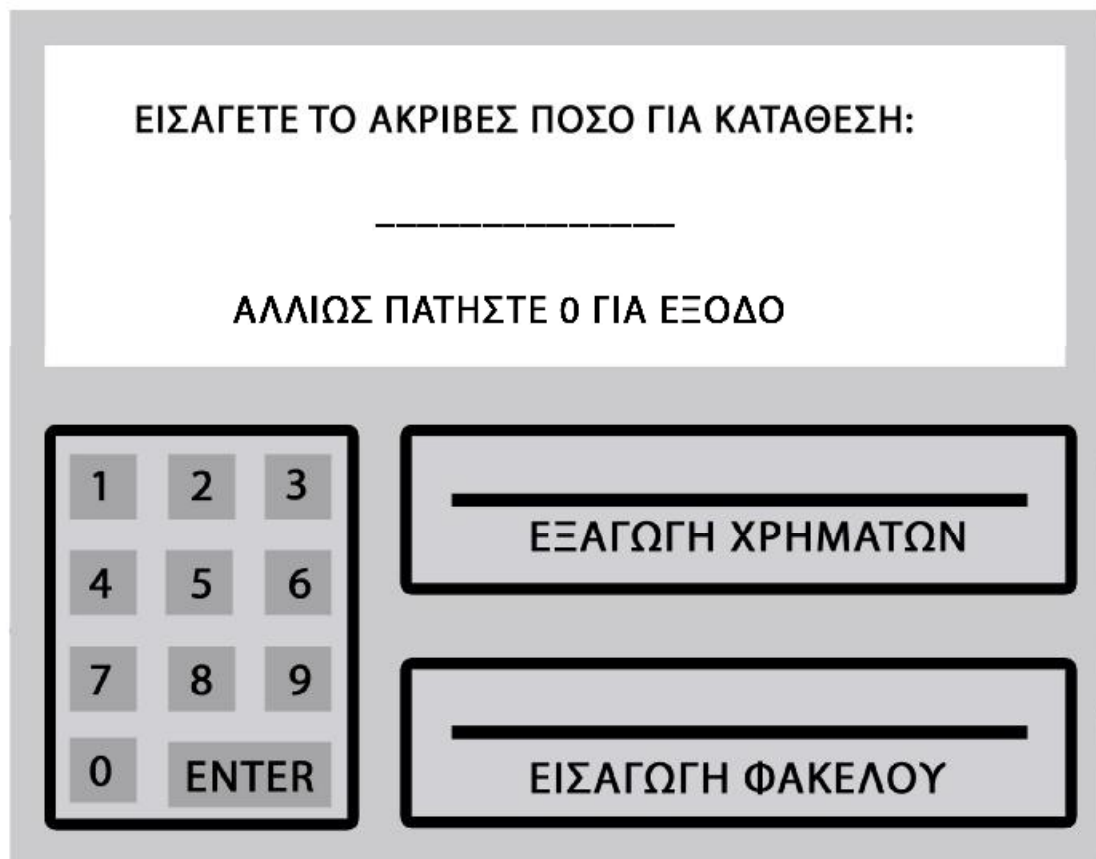 ΕΙΣΑΓΕΤΕ ΤΟ ΑΚΡΙΒΕΣ ΠΟΣΟ ΓΙΑ ΚΑΤΑΘΕΣΗ:
______________
ΑΛΛΙΩΣ ΠΑΤΗΣΤΕ 0 ΓΙΑ ΕΞΟΔΟ
1 2 3
4 5 6
7 8 9
0 ENTER
ΕΞΑΓΩΓΗ ΧΡΗΜΑΤΩΝ
ΕΙΣΑΓΩΓΗ ΦΑΚΕΛΟΥ